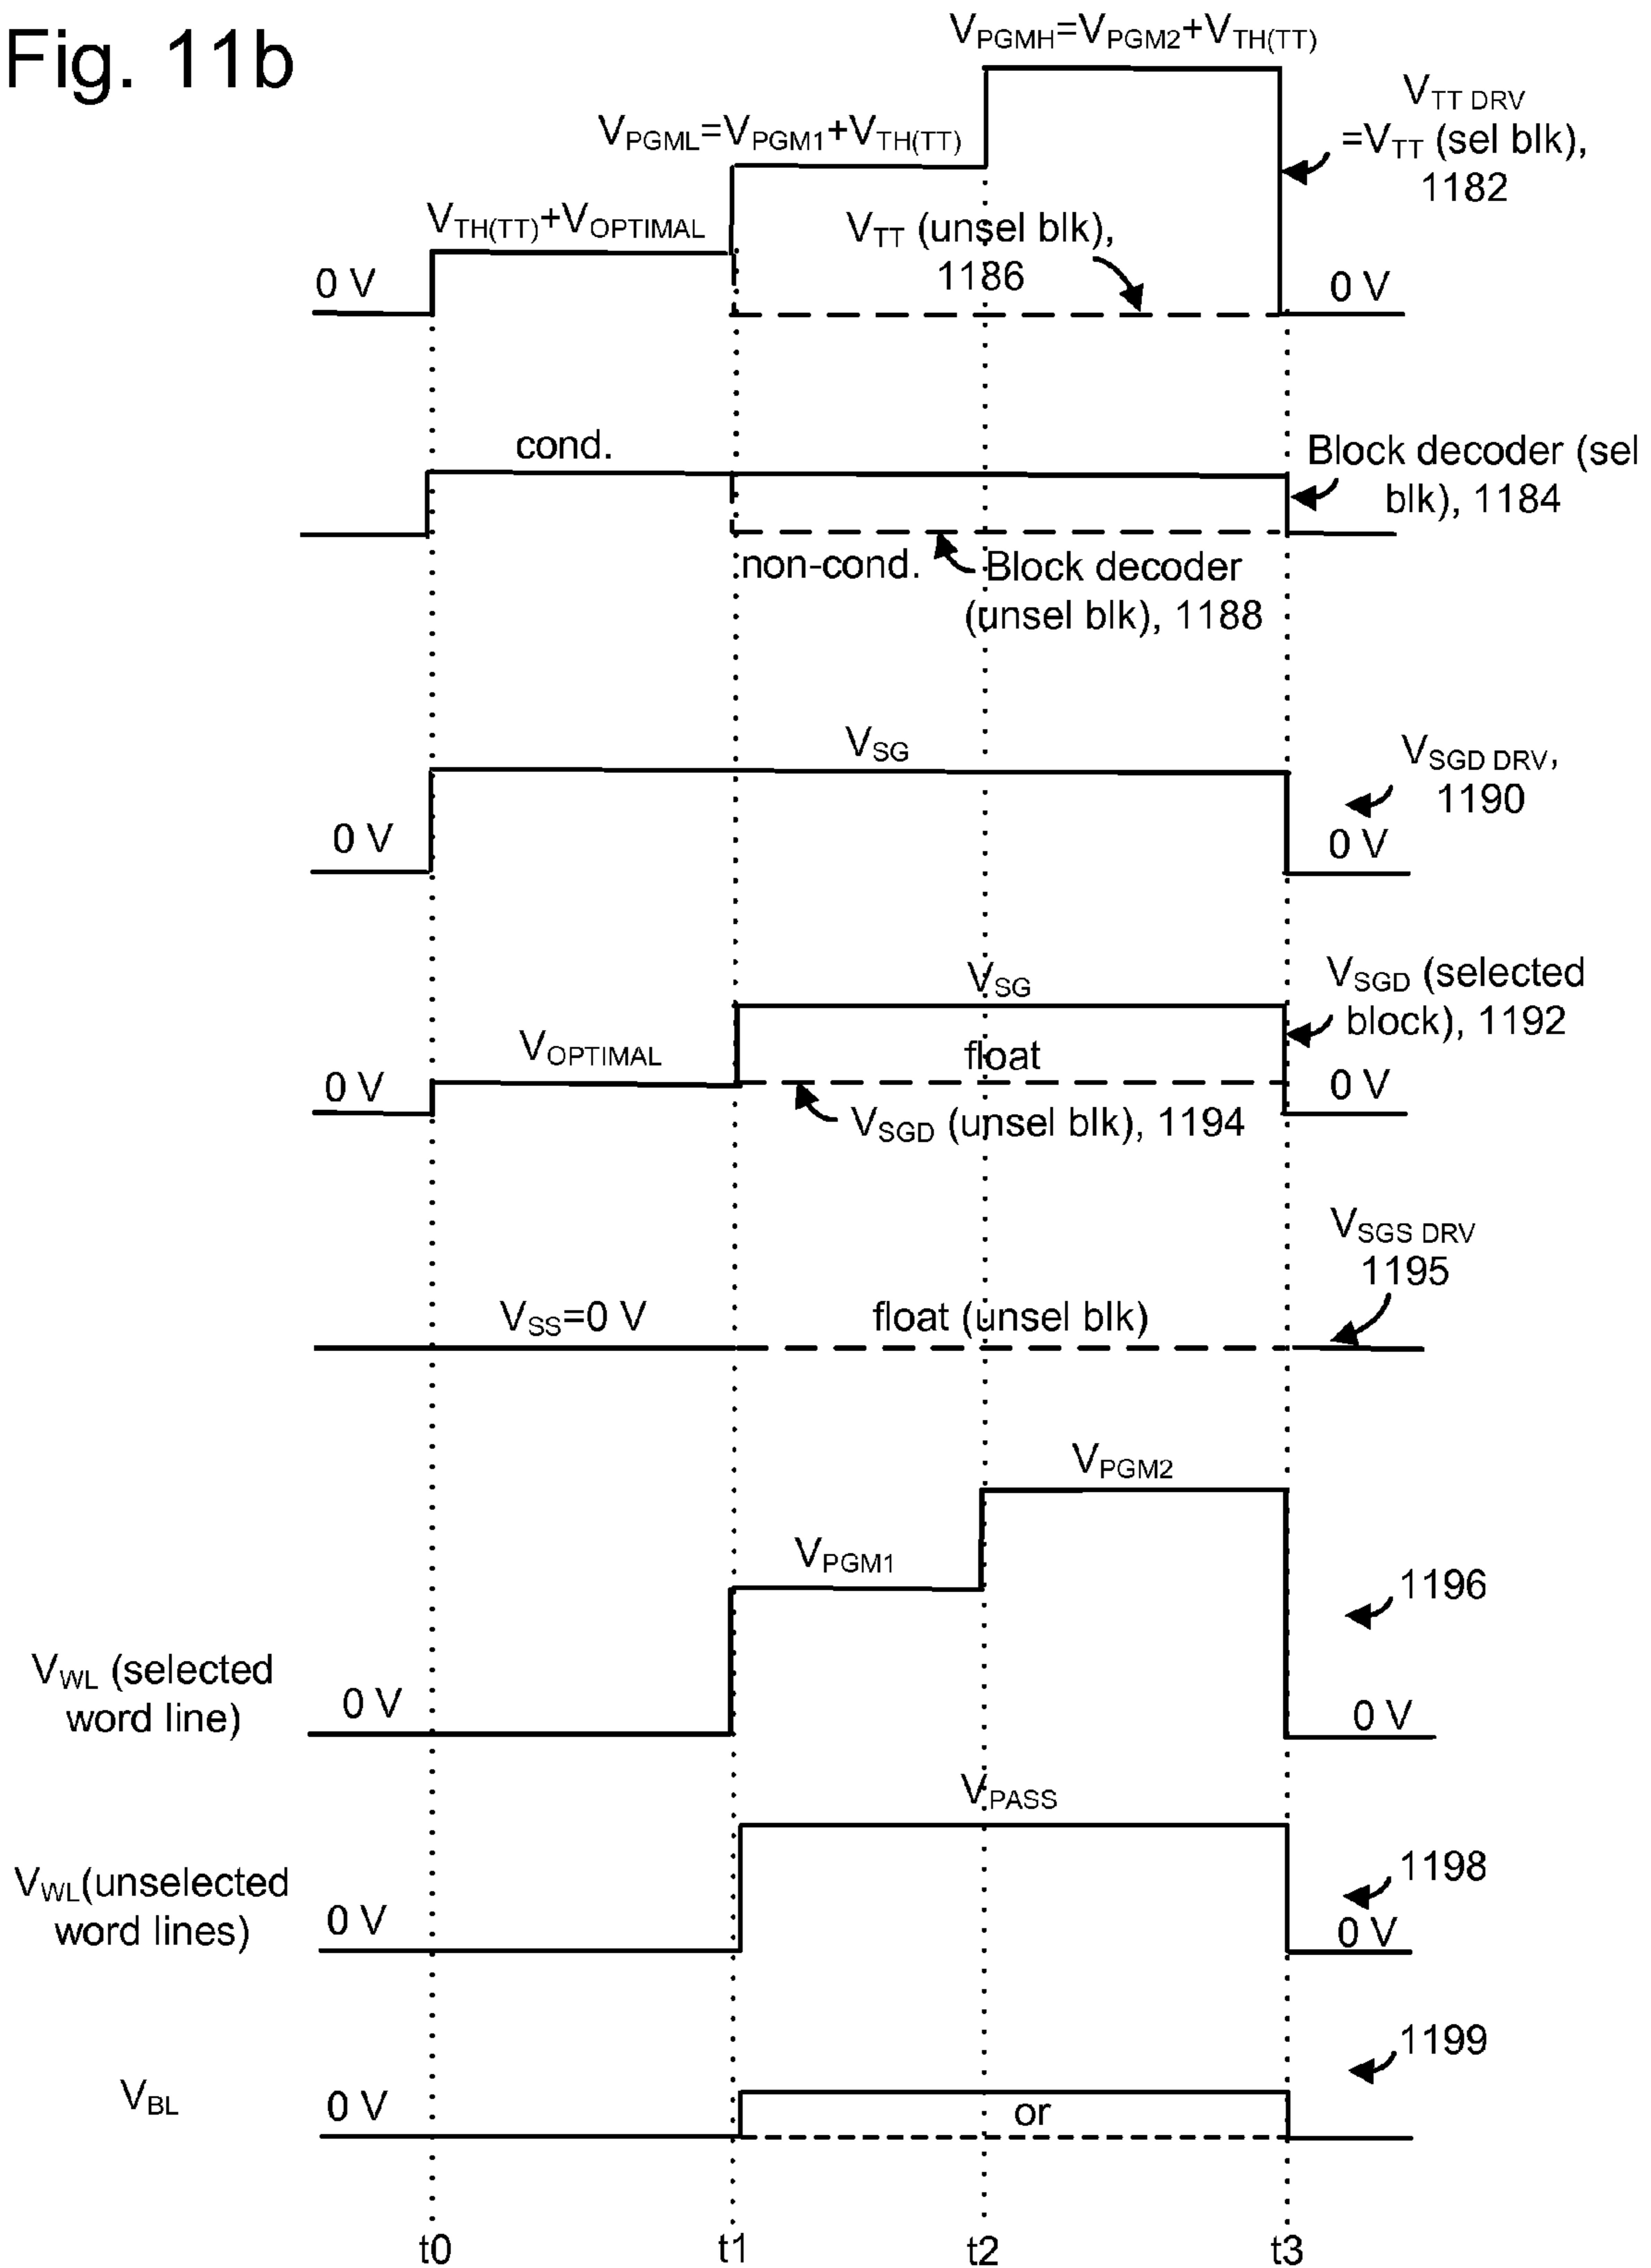 Fig. 11b
VPGMH=VPGM2+VTH(TT)
VTT DRV
=VTT (sel blk),
1182
VPGML=VPGM1+VTH(TT)
VTH(TT)+VOPTIMAL
VTT (unsel blk),
1186
0 V
0 V
cond.
Block decoder (sel
blk), 1184
non-cond.
Block decoder
(unsel blk), 1188
VSG
VSGD DRV,
1190
0 V
0 V
VSG
VSGD (selected
block), 1192
VOPTIMAL
float
0 V
0 V
VSGD (unsel blk), 1194
VSGS DRV
1195
VSS=0 V
float (unsel blk)
VPGM2
VPGM1
1196
VWL (selected
word line)
0 V
0 V
VPASS
1198
VWL(unselected
word lines)
0 V
0 V
1199
VBL
0 V
or
t0
t1
t2
t3